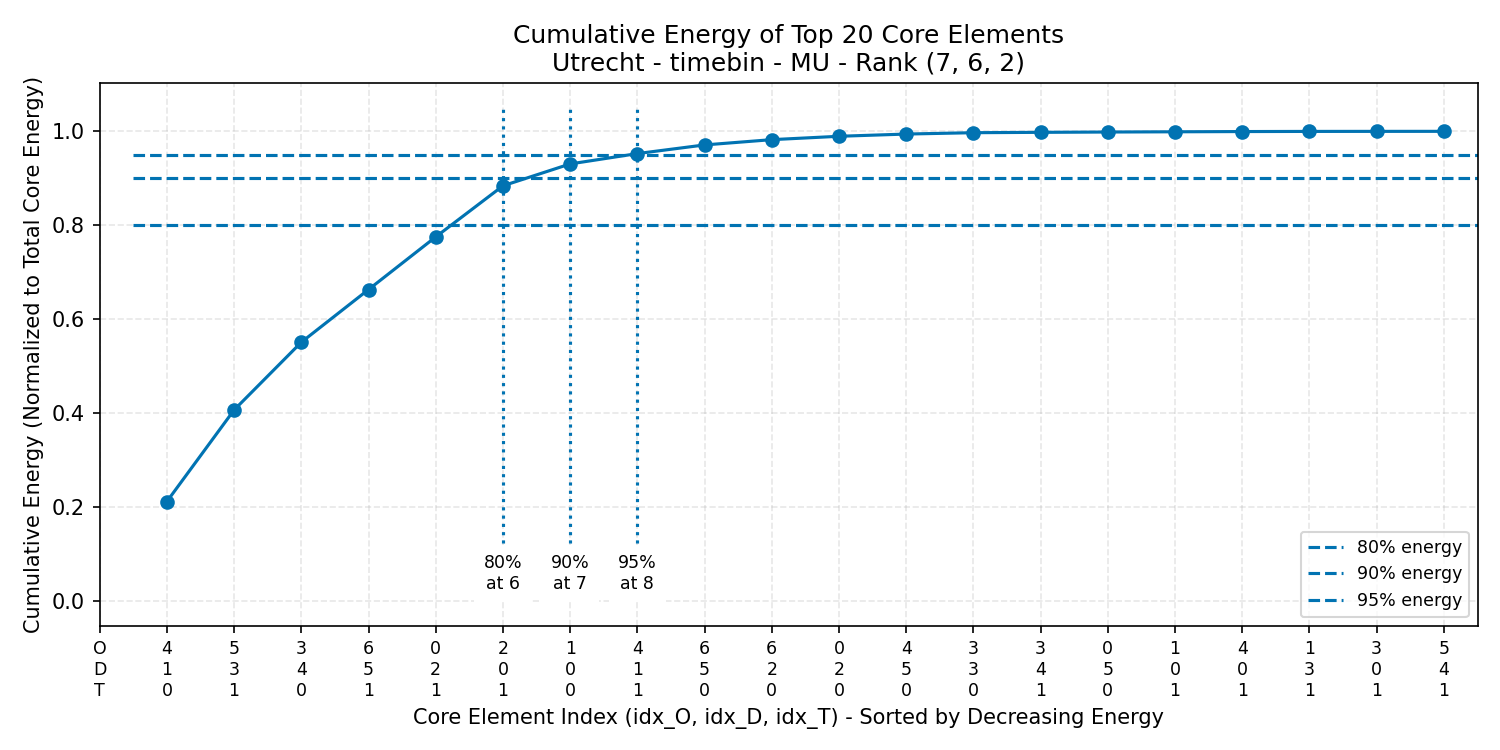 Cumulative Energy of Top 20 Core Elements
Utrecht - timebin - MU - Rank (7, 6, 2)
Cumulative Energy (Normalized to Total Core Energy)
1.0
0.8
0.6
0.4
0.2
0.0
80% at 6
90% at 7
95% at 8
80% energy
90% energy
95% energy
O 4 5 3 6 0 2 1 4 6 6 0 4 3 3 0 1 4 1 3 5
D 1 3 4 5 2 0 0 1 5 2 2 5 3 4 5 0 0 3 0 4
T 0 1 0 1 1 1 0 1 0 0 0 0 0 1 0 1 1 1 1 1
Core Element Index (idx_O, idx_D, idx_T) - Sorted by Decreasing Energy